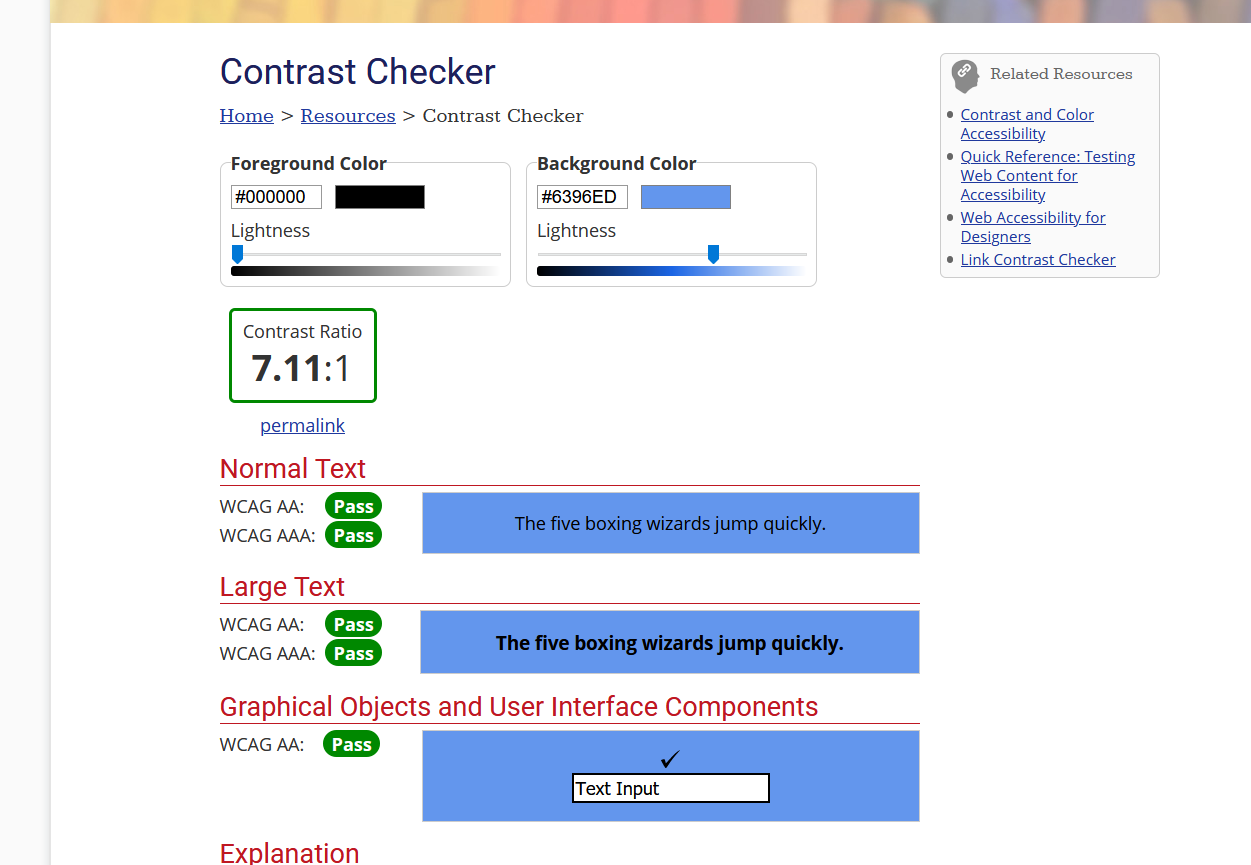 Contrast Checker
Home > Resources > Contrast Checker
Foreground Color
#000000
Lightness
Background Color
#6396ED
Lightness
Contrast Ratio
7.11:1
permalink
Normal Text
WCAG AA: Pass
WCAG AAA: Pass
The five boxing wizards jump quickly.
Large Text
WCAG AA: Pass
WCAG AAA: Pass
The five boxing wizards jump quickly.
Graphical Objects and User Interface Components
WCAG AA: Pass
✓
Text Input
Explanation
Related Resources
Contrast and Color
Accessibility
Quick Reference: Testing
Web Content for
Accessibility
Web Accessibility for
Designers
Link Contrast Checker